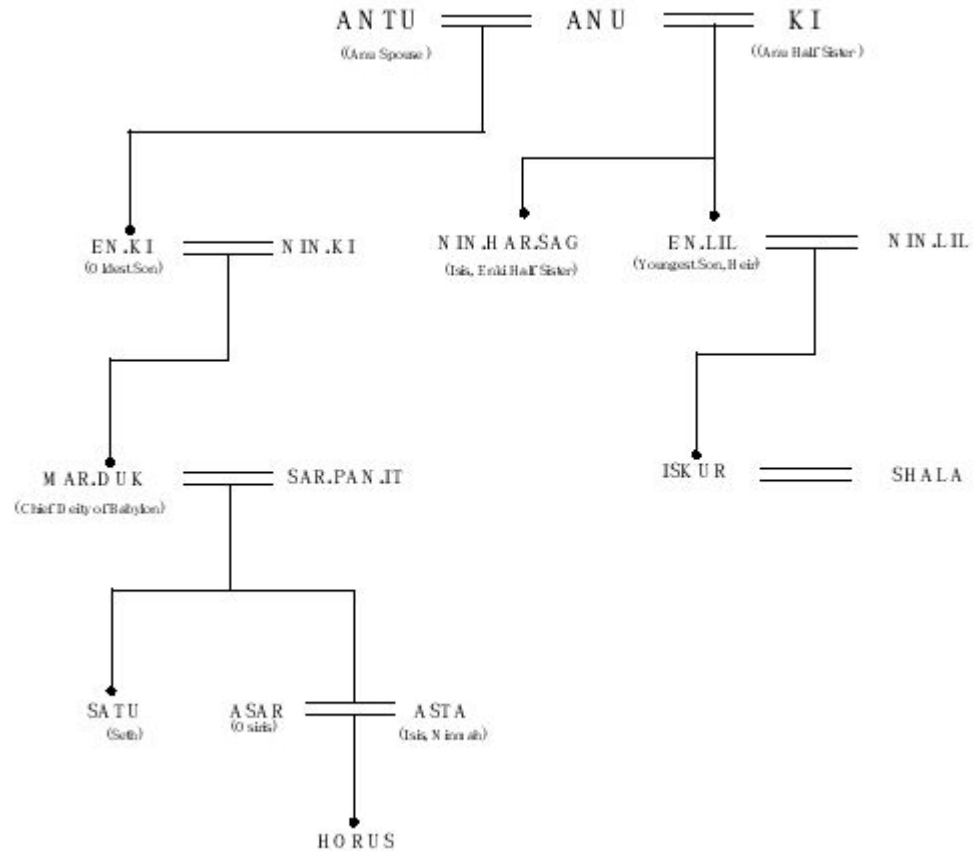 ANTU ANU KI
((Anu Spouse) ((Anu Half Sister)
EN.KI NIN.KI NIN.HAR.SAG EN.LIL NIN.LIL
(Oldest Son) (Isis, Enki Half Sister) (Youngest Son, Heir)
MAR.DUK SAR.PAN.IT ISKUR SHALA
(Chief Deity of Babylon)
SATU ASAR ASTA
(Seth) (Osiris) (Isis, Ninmah)
HORUS